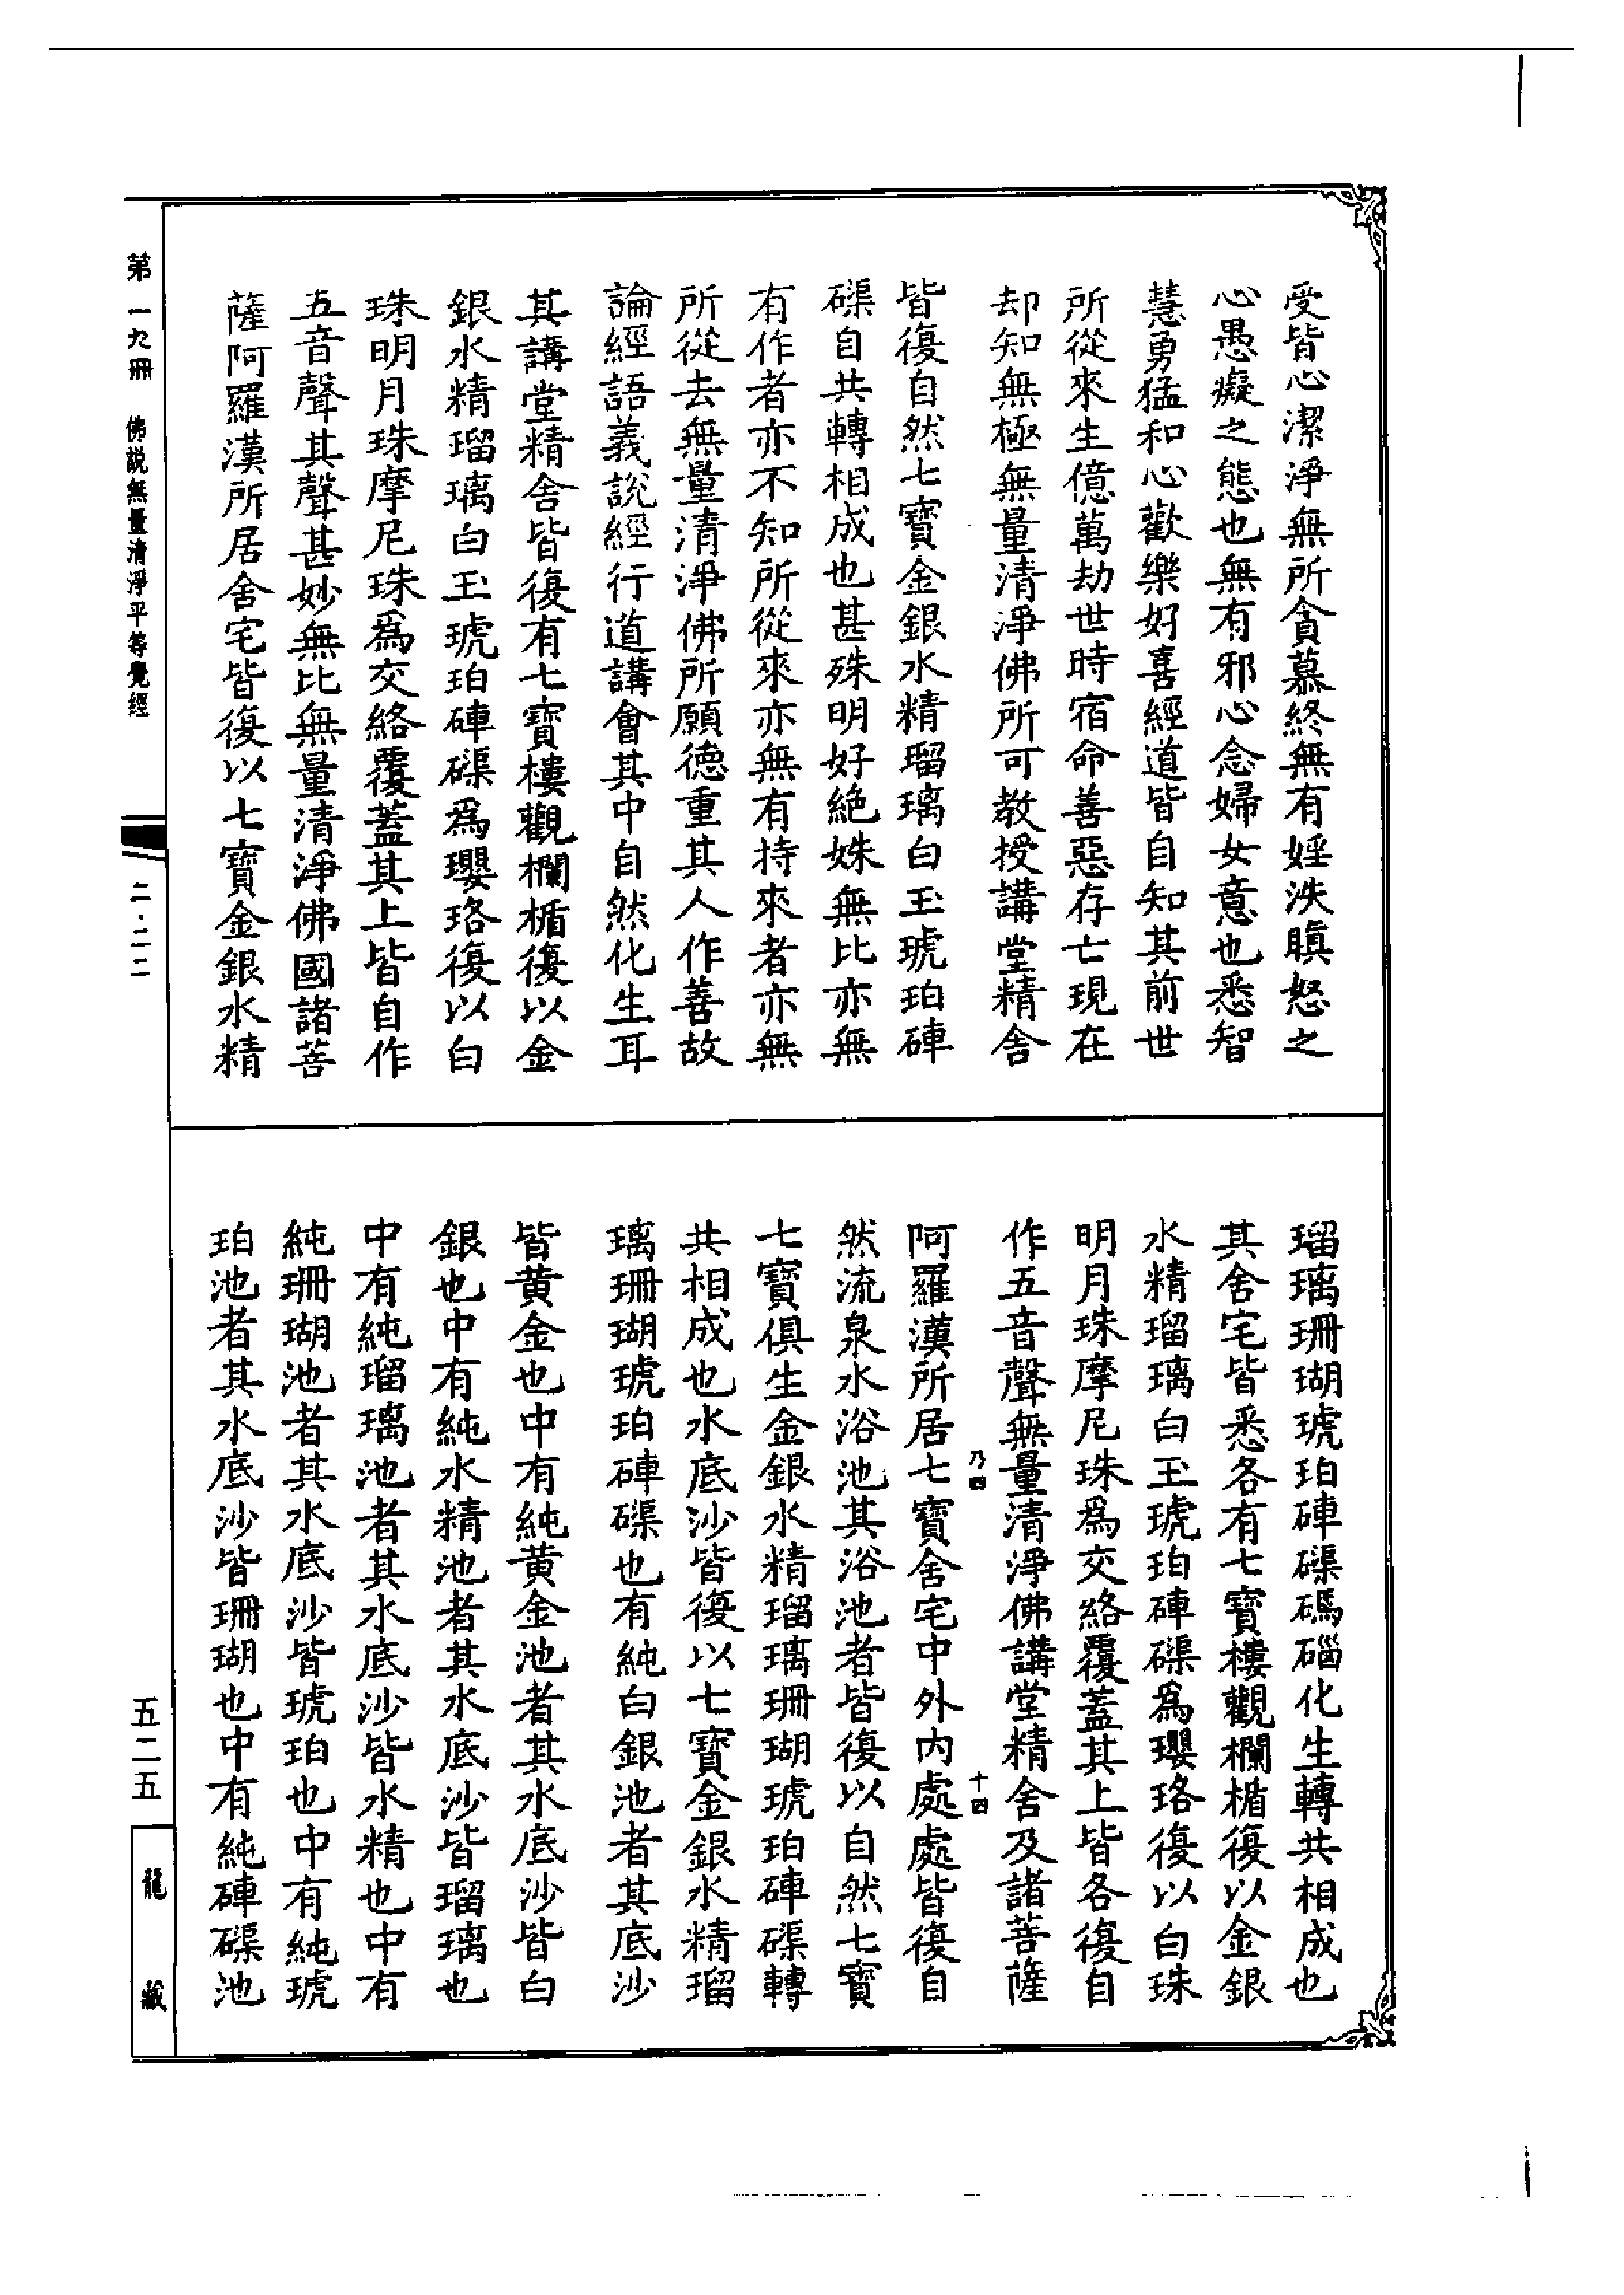 受皆心潔淨無所貪慕終無有婬泆瞋怒之
心愚癡之態也無有邪心念婦女意也悉智
慧勇猛和心歡樂好喜經道皆自知其前世
所從來生億萬劫世時宿命善惡存亡現在
却知無極無量清淨佛所可教授講堂精舍
皆復自然七寶金銀水精瑠璃白玉琥珀硨
磲自共轉相成也甚殊明好絶姝無比亦無
有作者亦不知所從來亦無有持來者亦無
所從去無量清淨佛所願德重其人作善故
論經語義說經行道講會其中自然化生耳
其講堂精舍皆復有七寶樓觀欄楯復以金
銀水精瑠璃白玉琥珀硨磲為瓔珞復以白
珠明月珠摩尼珠為交絡覆蓋其上皆自作
五音聲其聲甚妙無比無量清淨佛國諸菩
薩阿羅漢所居舍宅皆復以七寶金銀水精
瑠璃珊瑚琥珀硨磲碼碯化生轉共相成也
其舍宅皆悉各有七寶樓觀欄楯復以金銀
水精瑠璃白玉琥珀硨磲為瓔珞復以白珠
明月珠摩尼珠為交絡覆蓋其上皆各復自
作五音聲無量清淨佛講堂精舍及諸菩薩
乃四 十四
阿羅漢所居七寶舍宅中外內處處皆復自
然流泉水浴池其浴池者皆復以自然七寶
七寶俱生金銀水精瑠璃珊瑚琥珀硨磲轉
共相成也水底沙皆復以七寶金銀水精瑠
璃珊瑚琥珀硨磲也有純白銀池者其底沙
皆黃金也中有純黃金池者其水底沙皆白
銀也中有純水精池者其水底沙皆瑠璃也
中有純瑠璃池者其水底沙皆水精也中有
純珊瑚池者其水底沙皆琥珀也中有純琥
珀池者其水底沙皆珊瑚也中有純硨磲池
第一九冊 佛説無量清淨平等覺經
二·二二
五二五
龍藏